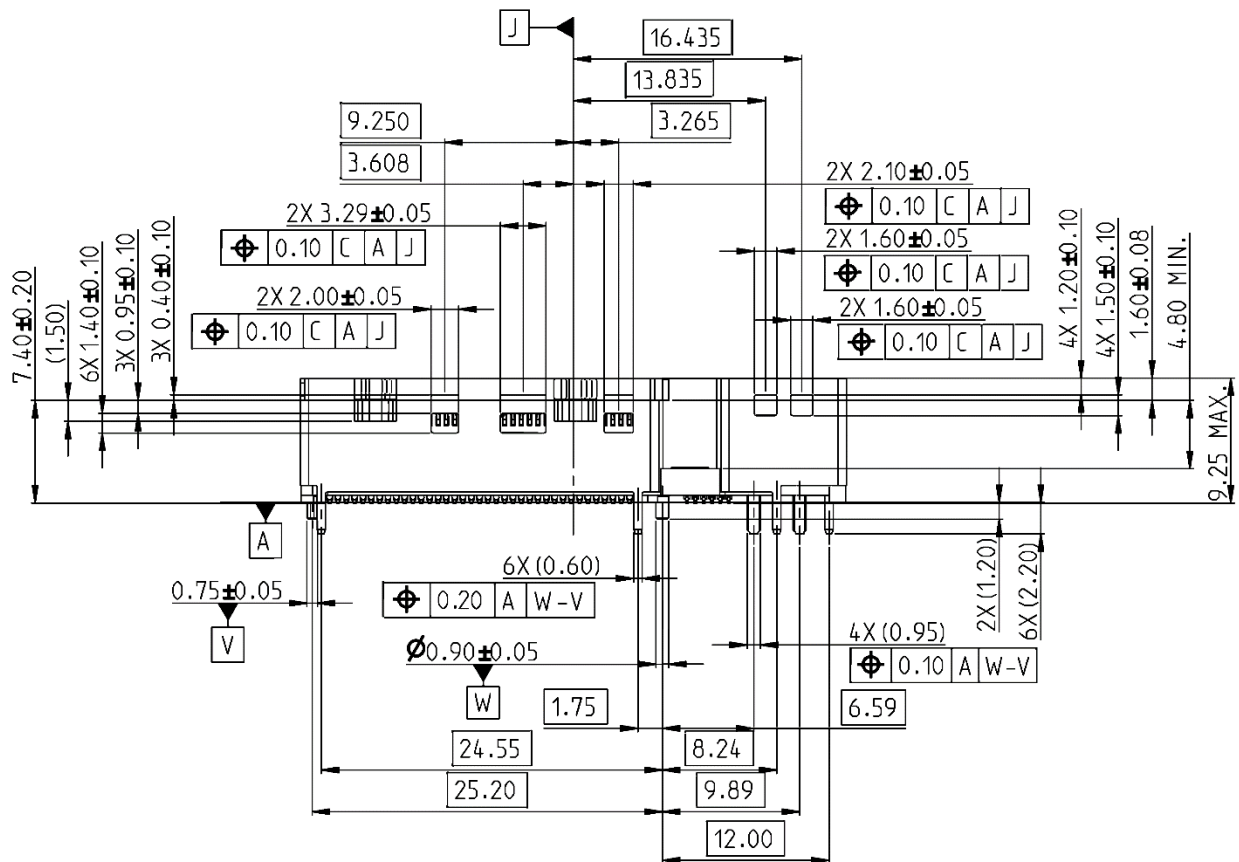 J
16.435
13.835
9.250
3.265
3.608
2X 2.10±0.05
⌖ 0.10 C A J
2X 3.29±0.05
⌖ 0.10 C A J
2X 1.60±0.05
⌖ 0.10 C A J
2X 2.00±0.05
⌖ 0.10 C A J
2X 1.60±0.05
⌖ 0.10 C A J
7.40±0.20
(1.50)
6X 1.40±0.10
3X 0.95±0.10
3X 0.40±0.10
4X 1.20±0.10
4X 1.50±0.10
1.60±0.08
4.80 MIN.
9.25 MAX.
A
0.75±0.05
V
6X (0.60)
⌖ 0.20 A W-V
Ø0.90±0.05
W
2X (1.20)
6X (2.20)
4X (0.95)
⌖ 0.10 A W-V
1.75
6.59
24.55
8.24
25.20
9.89
12.00